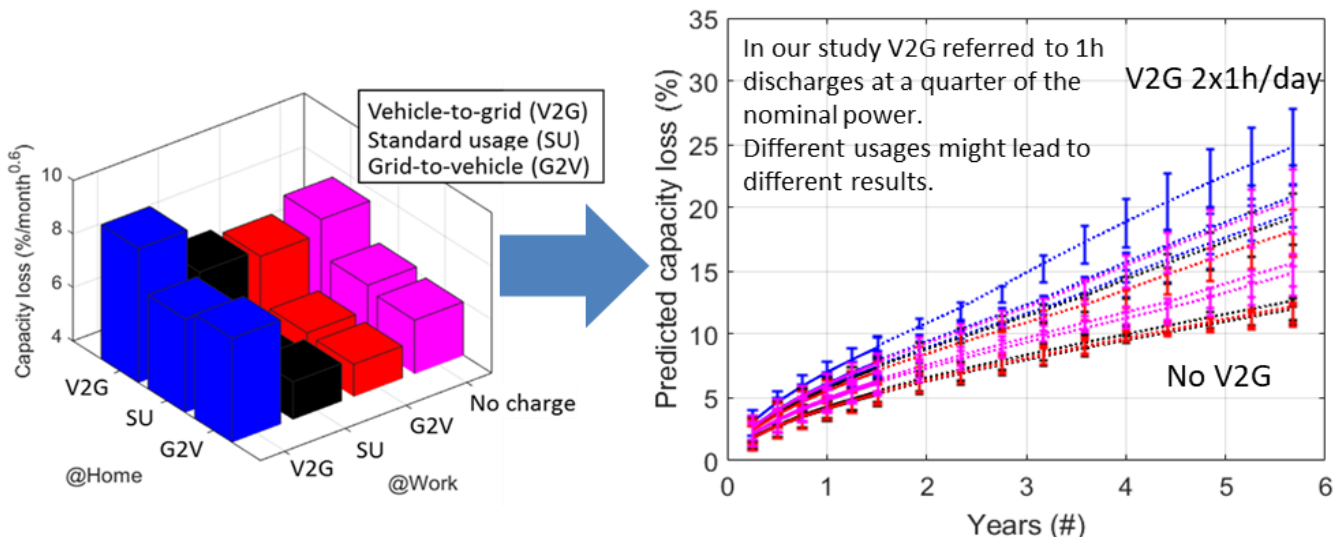 Vehicle-to-grid (V2G)
Standard usage (SU)
Grid-to-vehicle (G2V)
Capacity loss (%/month^0.6)
10
8
6
4
V2G
SU
G2V
@Home
V2G
SU
G2V
No charge
@Work
Predicted capacity loss (%)
35
30
25
20
15
10
5
0
In our study V2G referred to 1h
discharges at a quarter of the
nominal power.
Different usages might lead to
different results.
V2G 2x1h/day
No V2G
0
1
2
3
4
5
6
Years (#)